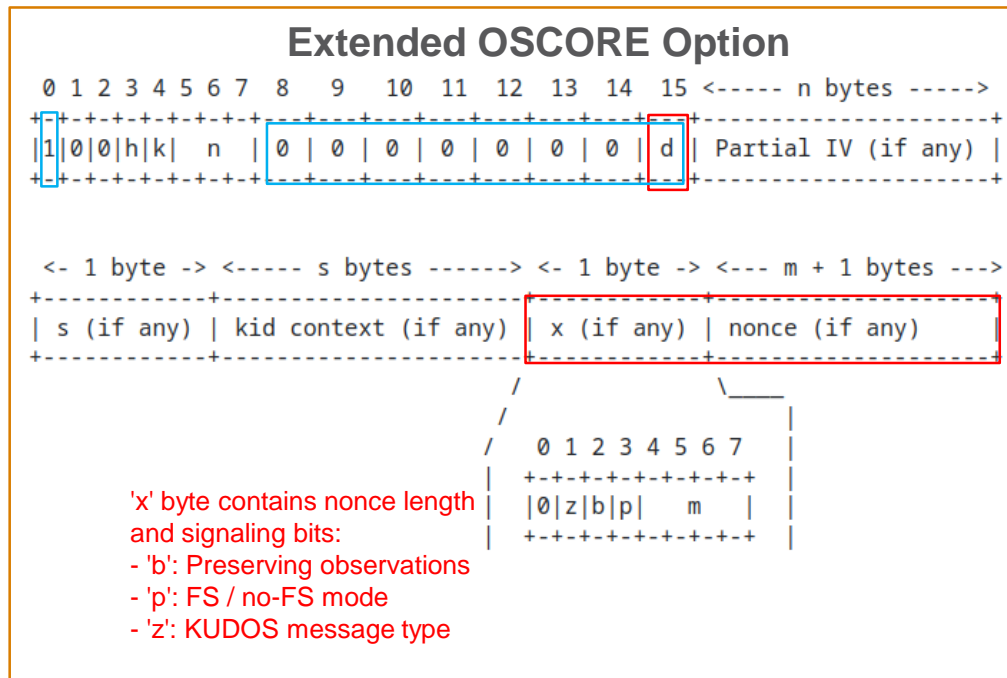 Extended OSCORE Option
 0 1 2 3 4 5 6 7  8   9   10  11  12  13  14  15 <----- n bytes ----->
+-+-+-+-+-+-+-+-+---+---+---+---+---+---+---+---+---------------------+
|1|0|0|h|k|  n  | 0 | 0 | 0 | 0 | 0 | 0 | 0 | d | Partial IV (if any) |
+-+-+-+-+-+-+-+-+---+---+---+---+---+---+---+---+---------------------+
 <- 1 byte -> <----- s bytes ------> <- 1 byte -> <--- m + 1 bytes --->
+------------+----------------------+------------+--------------------+
| s (if any) | kid context (if any) | x (if any) | nonce (if any)     |
+------------+----------------------+------------+--------------------+
/ \____
/ |
/ 0 1 2 3 4 5 6 7 |
| +-+-+-+-+-+-+-+-+ |
| |0|z|b|p|   m   | |
| +-+-+-+-+-+-+-+-+ |
'x' byte contains nonce length
and signaling bits:
- 'b': Preserving observations
- 'p': FS / no-FS mode
- 'z': KUDOS message type